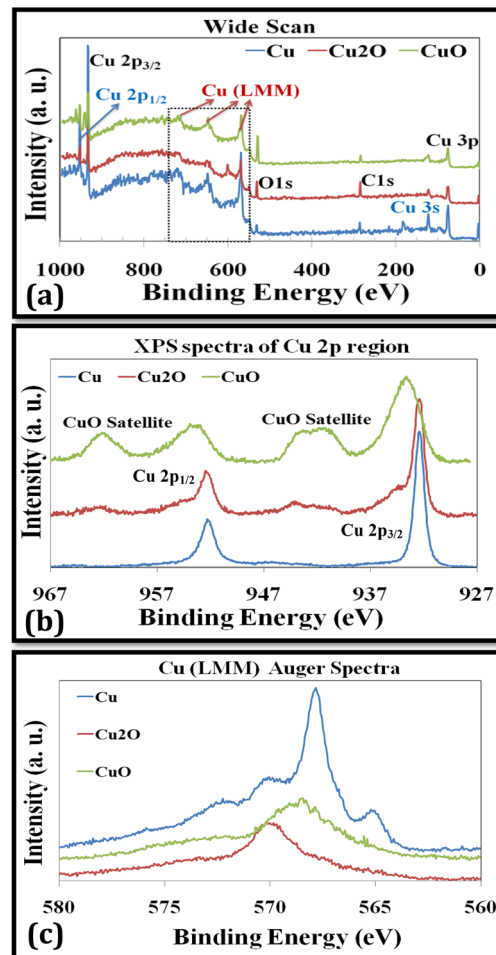 Wide Scan
Cu Cu2O CuO
Cu 2p3/2
Cu 2p1/2
Cu (LMM)
Cu 3p
O1s
C1s
Cu 3s
Intensity (a. u.)
1000 800 600 400 200 0
Binding Energy (eV)
(a)
XPS spectra of Cu 2p region
Cu Cu2O CuO
CuO Satellite
CuO Satellite
Cu 2p1/2
Cu 2p3/2
Intensity (a. u.)
967 957 947 937 927
Binding Energy (eV)
(b)
Cu (LMM) Auger Spectra
Cu
Cu2O
CuO
Intensity (a. u.)
580 575 570 565 560
Binding Energy (eV)
(c)